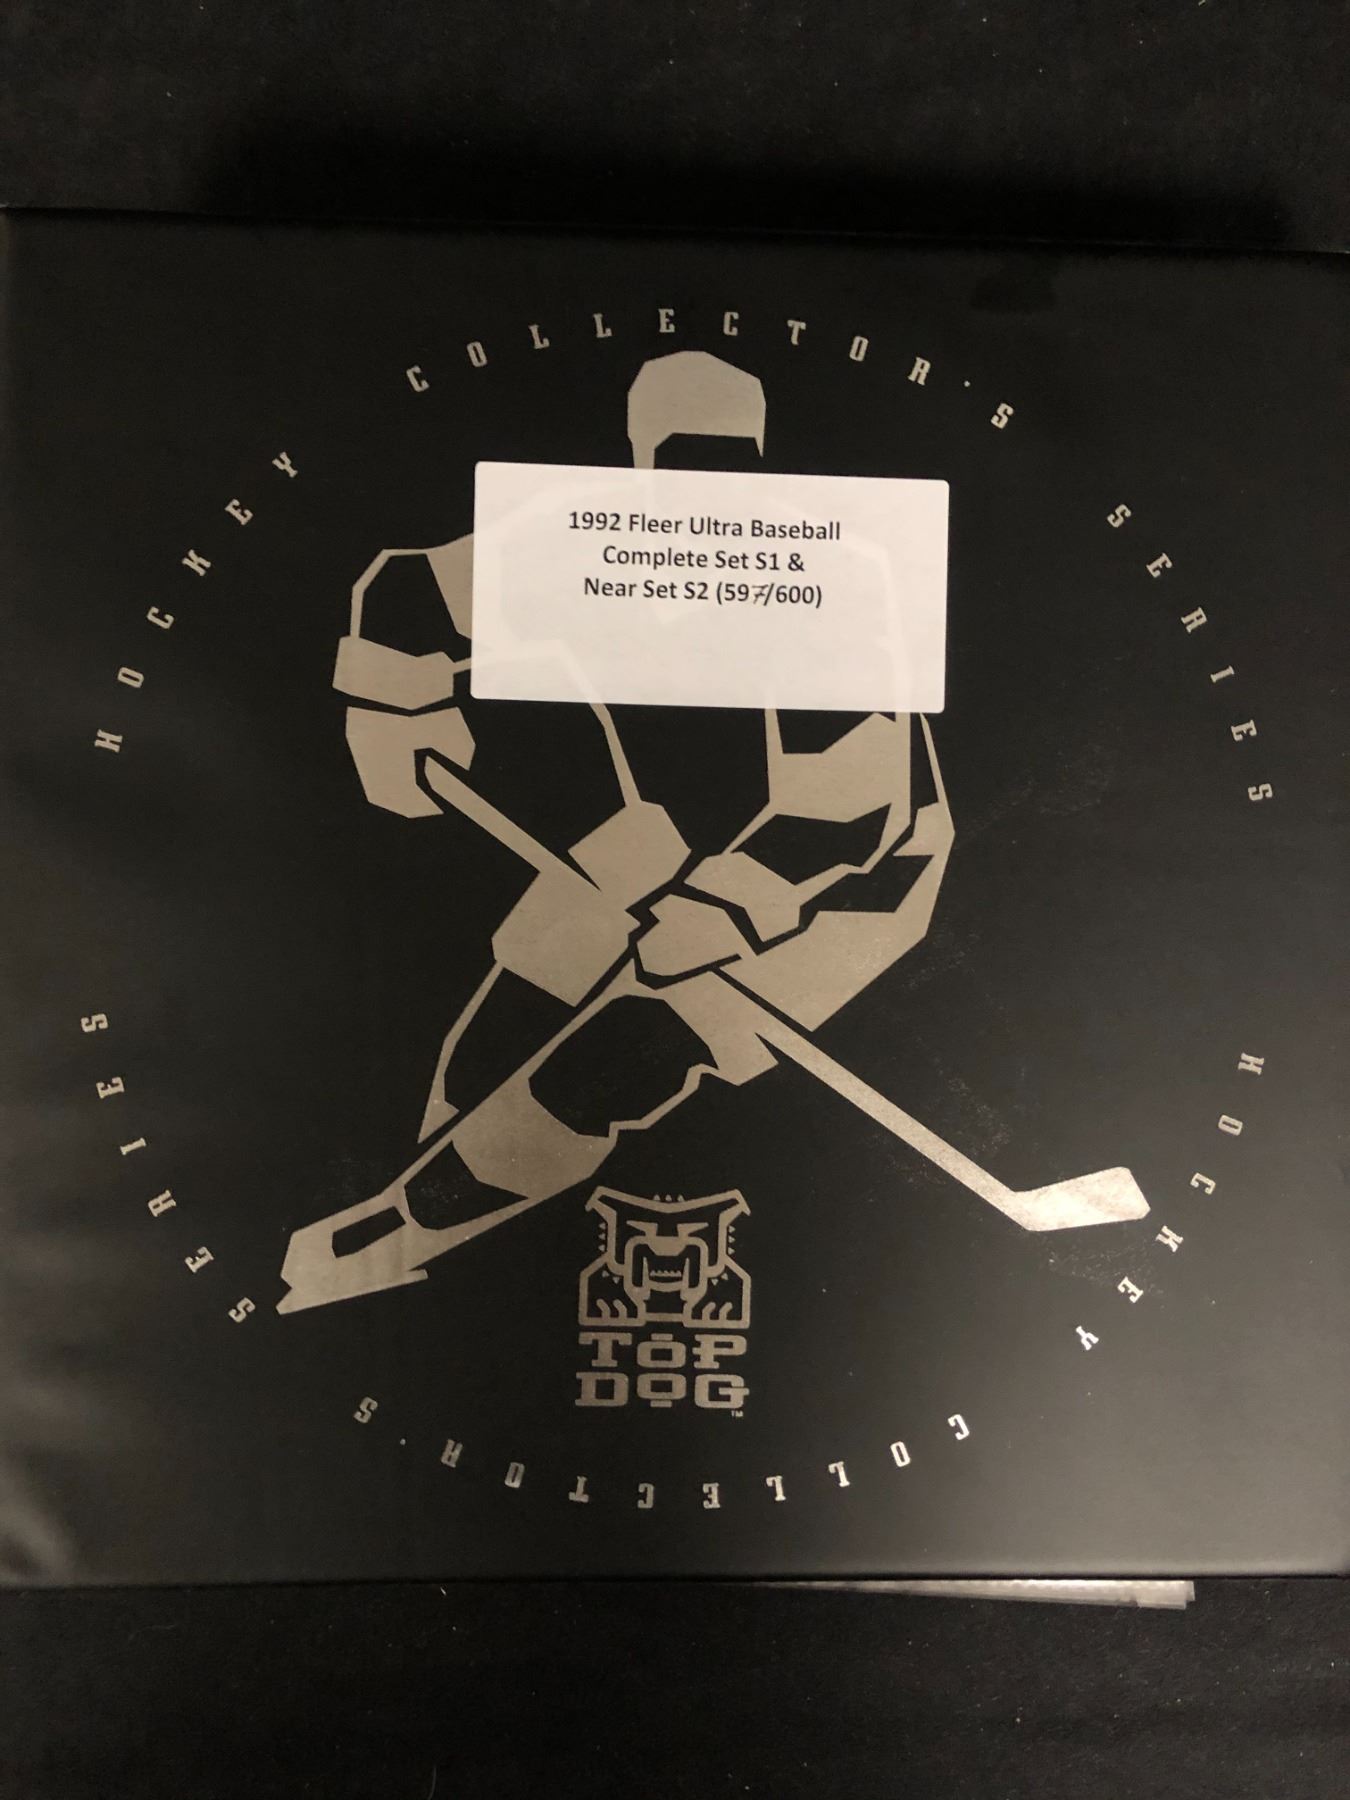 HOCKEY COLLECTOR'S SERIES
1992 Fleer Ultra Baseball
Complete Set S1 &
Near Set S2 (597/600)
TOP
DOG
TM
HOCKEY COLLECTOR'S SERIES